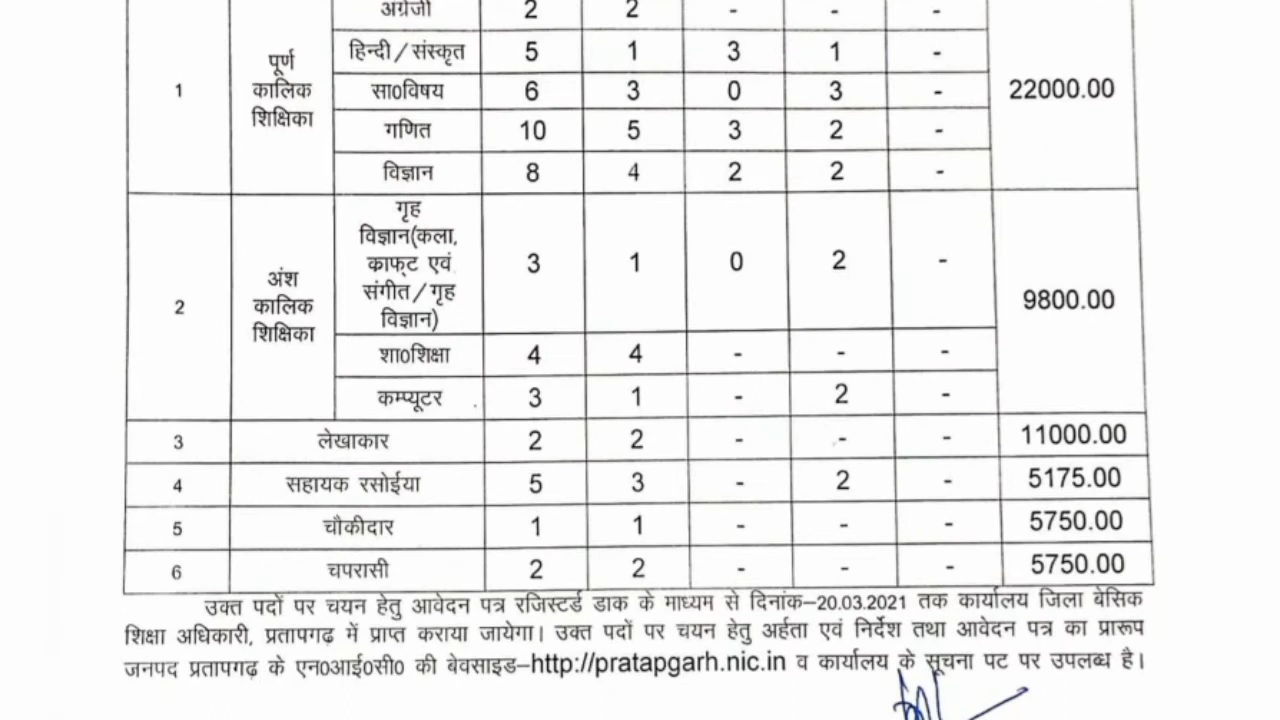 अंग्रेजी 2 2 - - -
1 पूर्ण कालिक शिक्षिका हिन्दी/संस्कृत 5 1 3 1 - 22000.00
सा0विषय 6 3 0 3 -
गणित 10 5 3 2 -
विज्ञान 8 4 2 2 -
2 अंश कालिक शिक्षिका गृह विज्ञान(कला, काफ्ट एवं संगीत/गृह विज्ञान) 3 1 0 2 - 9800.00
शा0शिक्षा 4 4 - - -
कम्प्यूटर 3 1 - 2 -
3 लेखाकार 2 2 - - - 11000.00
4 सहायक रसोईया 5 3 - 2 - 5175.00
5 चौकीदार 1 1 - - - 5750.00
6 चपरासी 2 2 - - - 5750.00
उक्त पदों पर चयन हेतु आवेदन पत्र रजिस्टर्ड डाक के माध्यम से दिनांक–20.03.2021 तक कार्यालय जिला बेसिक
शिक्षा अधिकारी, प्रतापगढ़ में प्राप्त कराया जायेगा। उक्त पदों पर चयन हेतु अर्हता एवं निर्देश तथा आवेदन पत्र का प्रारूप
जनपद प्रतापगढ़ के एन0आई0सी0 की बेवसाइड–http://pratapgarh.nic.in व कार्यालय के सूचना पट पर उपलब्ध है।